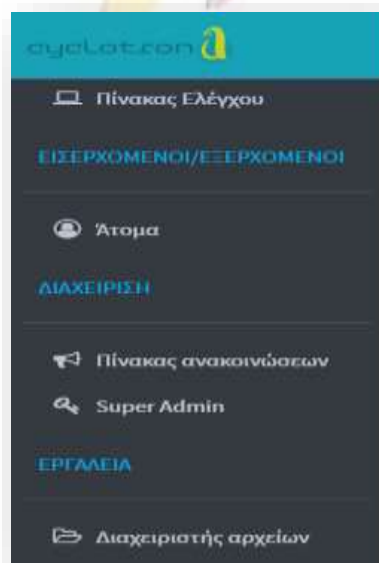 cyclotron
Πίνακας Ελέγχου
ΕΙΣΕΡΧΟΜΕΝΟΙ/ΕΞΕΡΧΟΜΕΝΟΙ
Άτομα
ΔΙΑΧΕΙΡΙΣΗ
Πίνακας ανακοινώσεων
Super Admin
ΕΡΓΑΛΕΙΑ
Διαχειριστής αρχείων